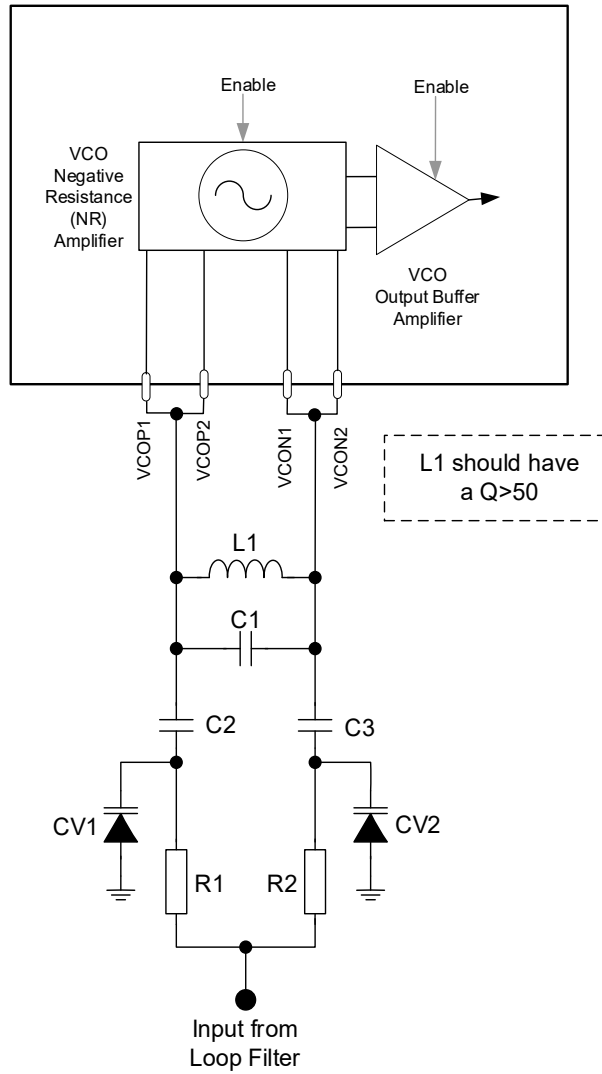 Enable
Enable
VCO
Negative
Resistance
(NR)
Amplifier
VCO
Output Buffer
Amplifier
VCOP1
VCOP2
VCON1
VCON2
L1 should have
a Q>50
L1
C1
C2
C3
CV1
CV2
R1
R2
Input from
Loop Filter